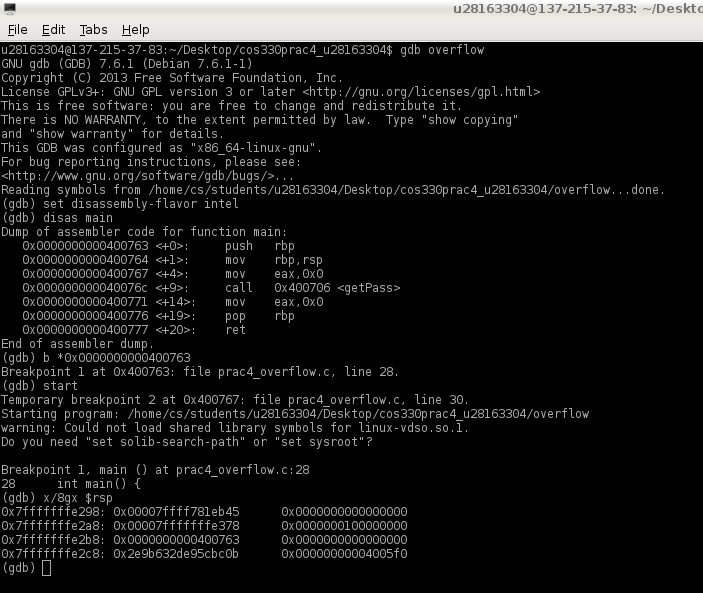 u28163304@137-215-37-83: ~/Deskto
File Edit Tabs Help
u28163304@137-215-37-83:~/Desktop/cos330prac4_u28163304$ gdb overflow
GNU gdb (GDB) 7.6.1 (Debian 7.6.1-1)
Copyright (C) 2013 Free Software Foundation, Inc.
License GPLv3+: GNU GPL version 3 or later <http://gnu.org/licenses/gpl.html>
This is free software: you are free to change and redistribute it.
There is NO WARRANTY, to the extent permitted by law.  Type "show copying"
and "show warranty" for details.
This GDB was configured as "x86_64-linux-gnu".
For bug reporting instructions, please see:
<http://www.gnu.org/software/gdb/bugs/>...
Reading symbols from /home/cs/students/u28163304/Desktop/cos330prac4_u28163304/overflow...done.
(gdb) set disassembly-flavor intel
(gdb) disas main
Dump of assembler code for function main:
   0x0000000000400763 <+0>:     push   rbp
   0x0000000000400764 <+1>:     mov    rbp,rsp
   0x0000000000400767 <+4>:     mov    eax,0x0
   0x000000000040076c <+9>:     call   0x400706 <getPass>
   0x0000000000400771 <+14>:    mov    eax,0x0
   0x0000000000400776 <+19>:    pop    rbp
   0x0000000000400777 <+20>:    ret
End of assembler dump.
(gdb) b *0x0000000000400763
Breakpoint 1 at 0x400763: file prac4_overflow.c, line 28.
(gdb) start
Temporary breakpoint 2 at 0x400767: file prac4_overflow.c, line 30.
Starting program: /home/cs/students/u28163304/Desktop/cos330prac4_u28163304/overflow
warning: Could not load shared library symbols for linux-vdso.so.1.
Do you need "set solib-search-path" or "set sysroot"?
Breakpoint 1, main () at prac4_overflow.c:28
28      int main() {
(gdb) x/8gx $rsp
0x7fffffffe298: 0x00007ffff781eb45      0x0000000000000000
0x7fffffffe2a8: 0x00007fffffffe378      0x0000000100000000
0x7fffffffe2b8: 0x0000000000400763      0x0000000000000000
0x7fffffffe2c8: 0x2e9b632de95cbc0b      0x00000000004005f0
(gdb)